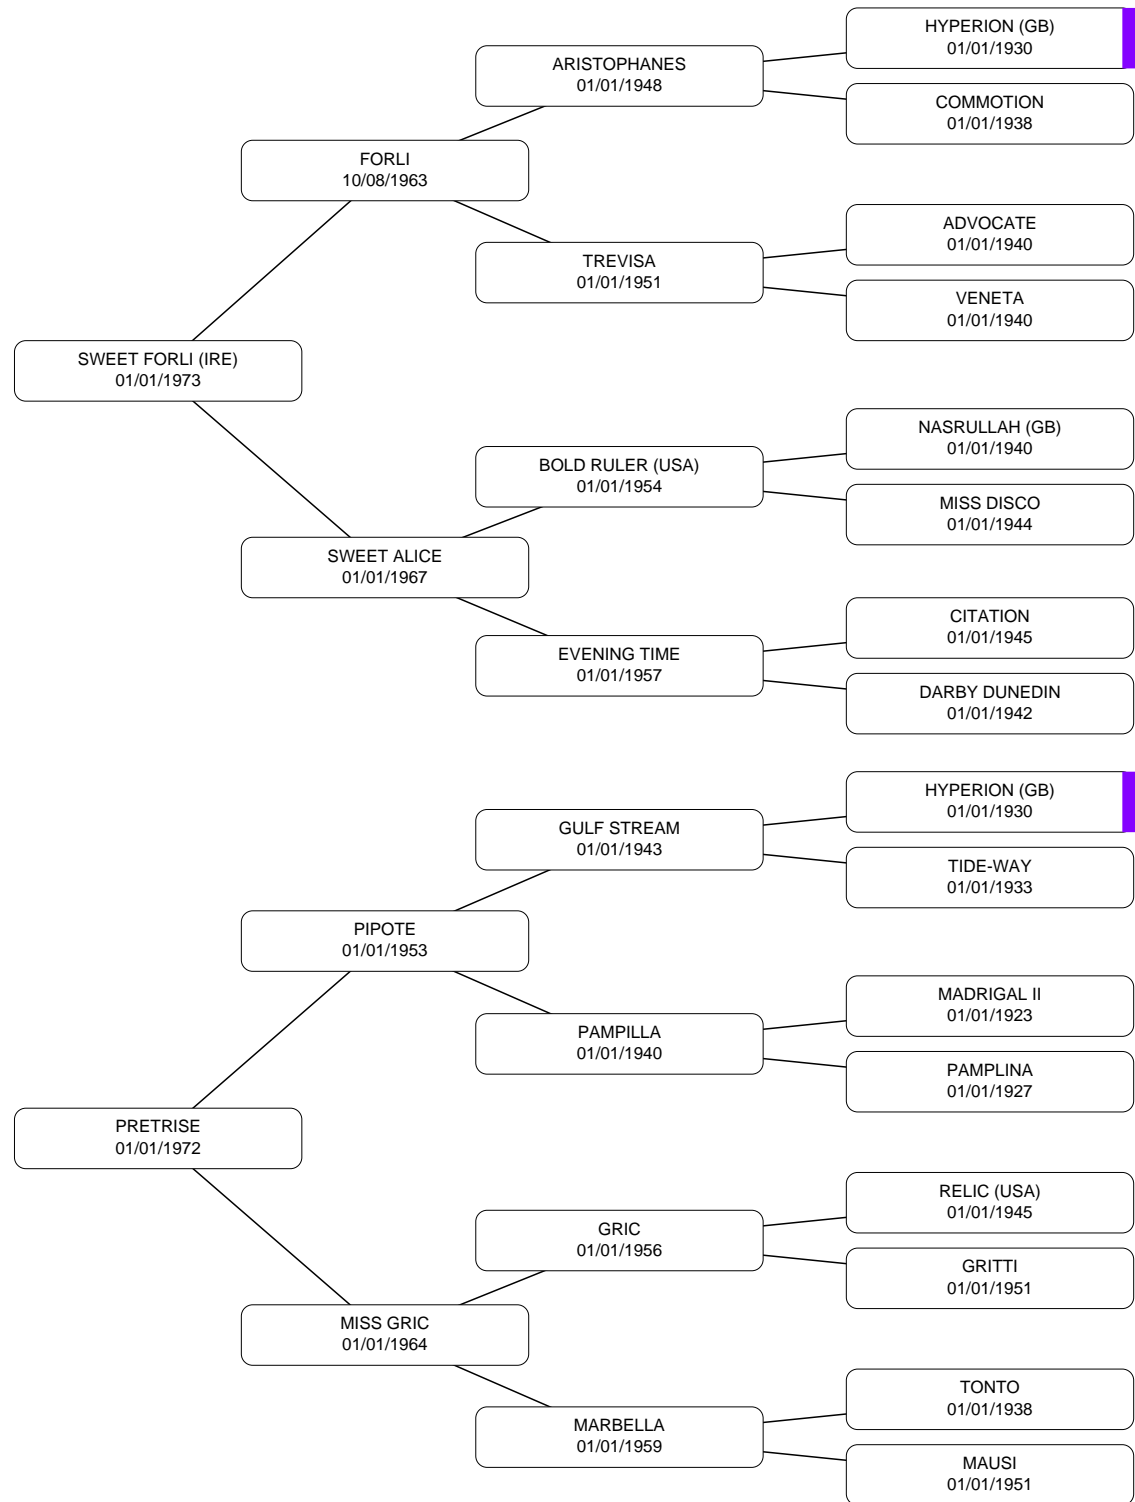 HYPERION (GB)
01/01/1930
ARISTOPHANES
01/01/1948
COMMOTION
01/01/1938
FORLI
10/08/1963
ADVOCATE
01/01/1940
TREVISA
01/01/1951
VENETA
01/01/1940
SWEET FORLI (IRE)
01/01/1973
NASRULLAH (GB)
01/01/1940
BOLD RULER (USA)
01/01/1954
MISS DISCO
01/01/1944
SWEET ALICE
01/01/1967
CITATION
01/01/1945
EVENING TIME
01/01/1957
DARBY DUNEDIN
01/01/1942
HYPERION (GB)
01/01/1930
GULF STREAM
01/01/1943
TIDE-WAY
01/01/1933
PIPOTE
01/01/1953
MADRIGAL II
01/01/1923
PAMPILLA
01/01/1940
PAMPLINA
01/01/1927
PRETRISE
01/01/1972
RELIC (USA)
01/01/1945
GRIC
01/01/1956
GRITTI
01/01/1951
MISS GRIC
01/01/1964
TONTO
01/01/1938
MARBELLA
01/01/1959
MAUSI
01/01/1951